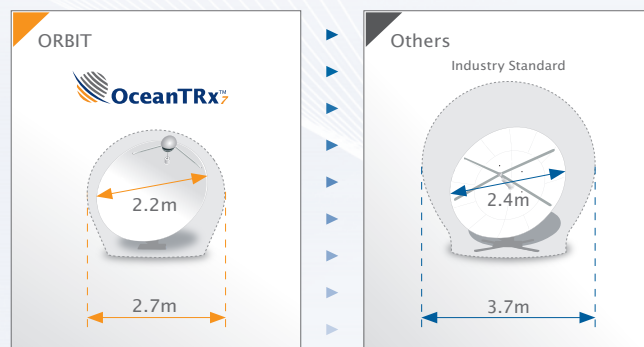 ORBIT
OceanTRx™7
2.2m
2.7m
Others
Industry Standard
2.4m
3.7m